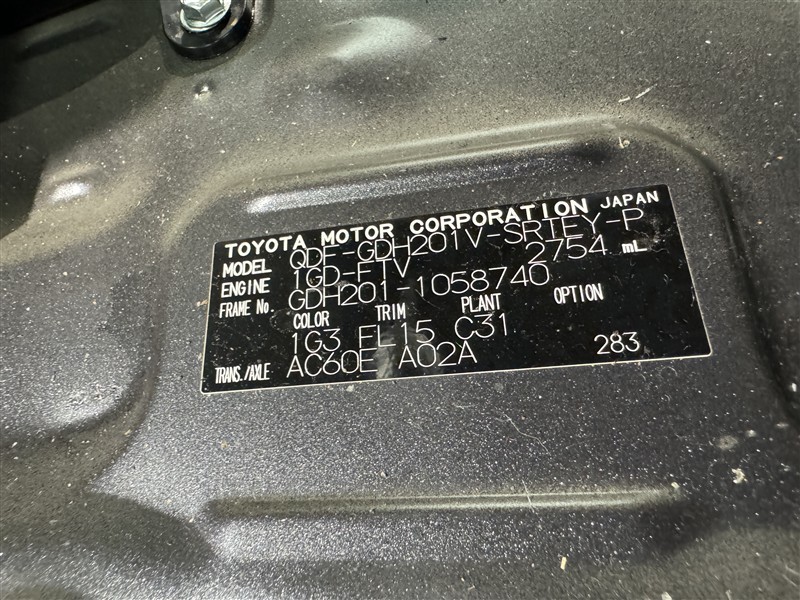 TOYOTA MOTOR CORPORATION JAPAN
MODEL QDF-GDH201V-SRTEY-P
ENGINE 1GD-FTV 2754 mL
FRAME No. GDH201-1058740
COLOR TRIM PLANT OPTION
1G3 FL15 C31
TRANS./AXLE AC60E A02A 283